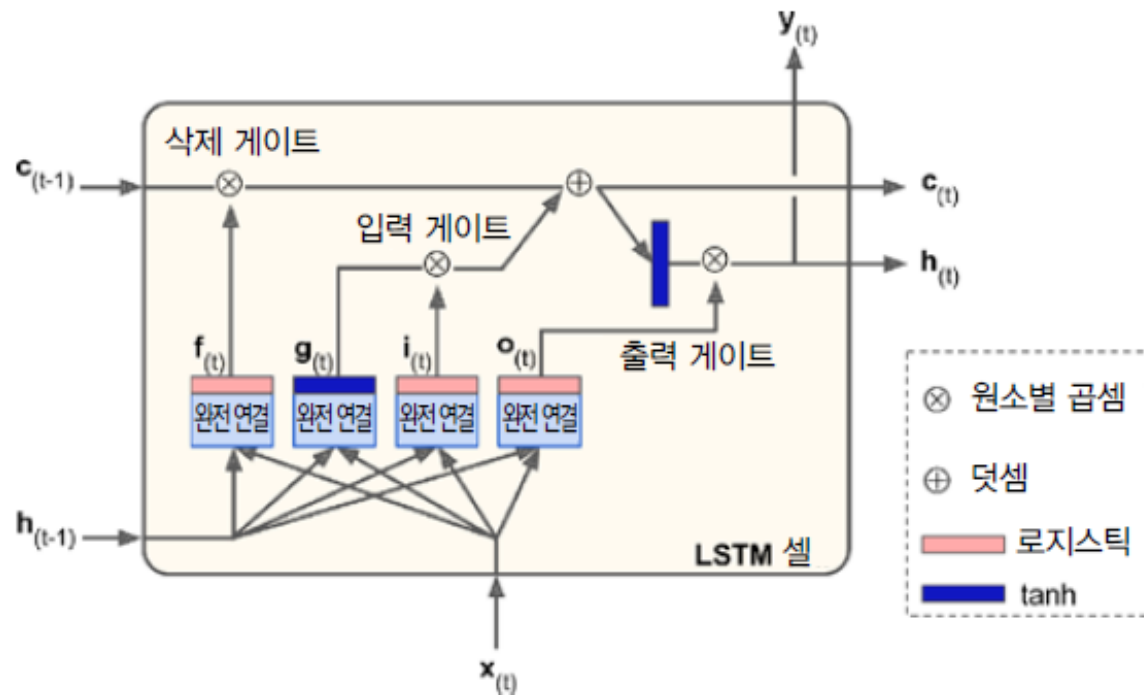 y(t)
삭제 게이트
c(t-1)
c(t)
입력 게이트
h(t)
f(t)
g(t)
i(t)
o(t)
출력 게이트
완전 연결
완전 연결
완전 연결
완전 연결
원소별 곱셈
덧셈
h(t-1)
로지스틱
LSTM 셀
tanh
x(t)